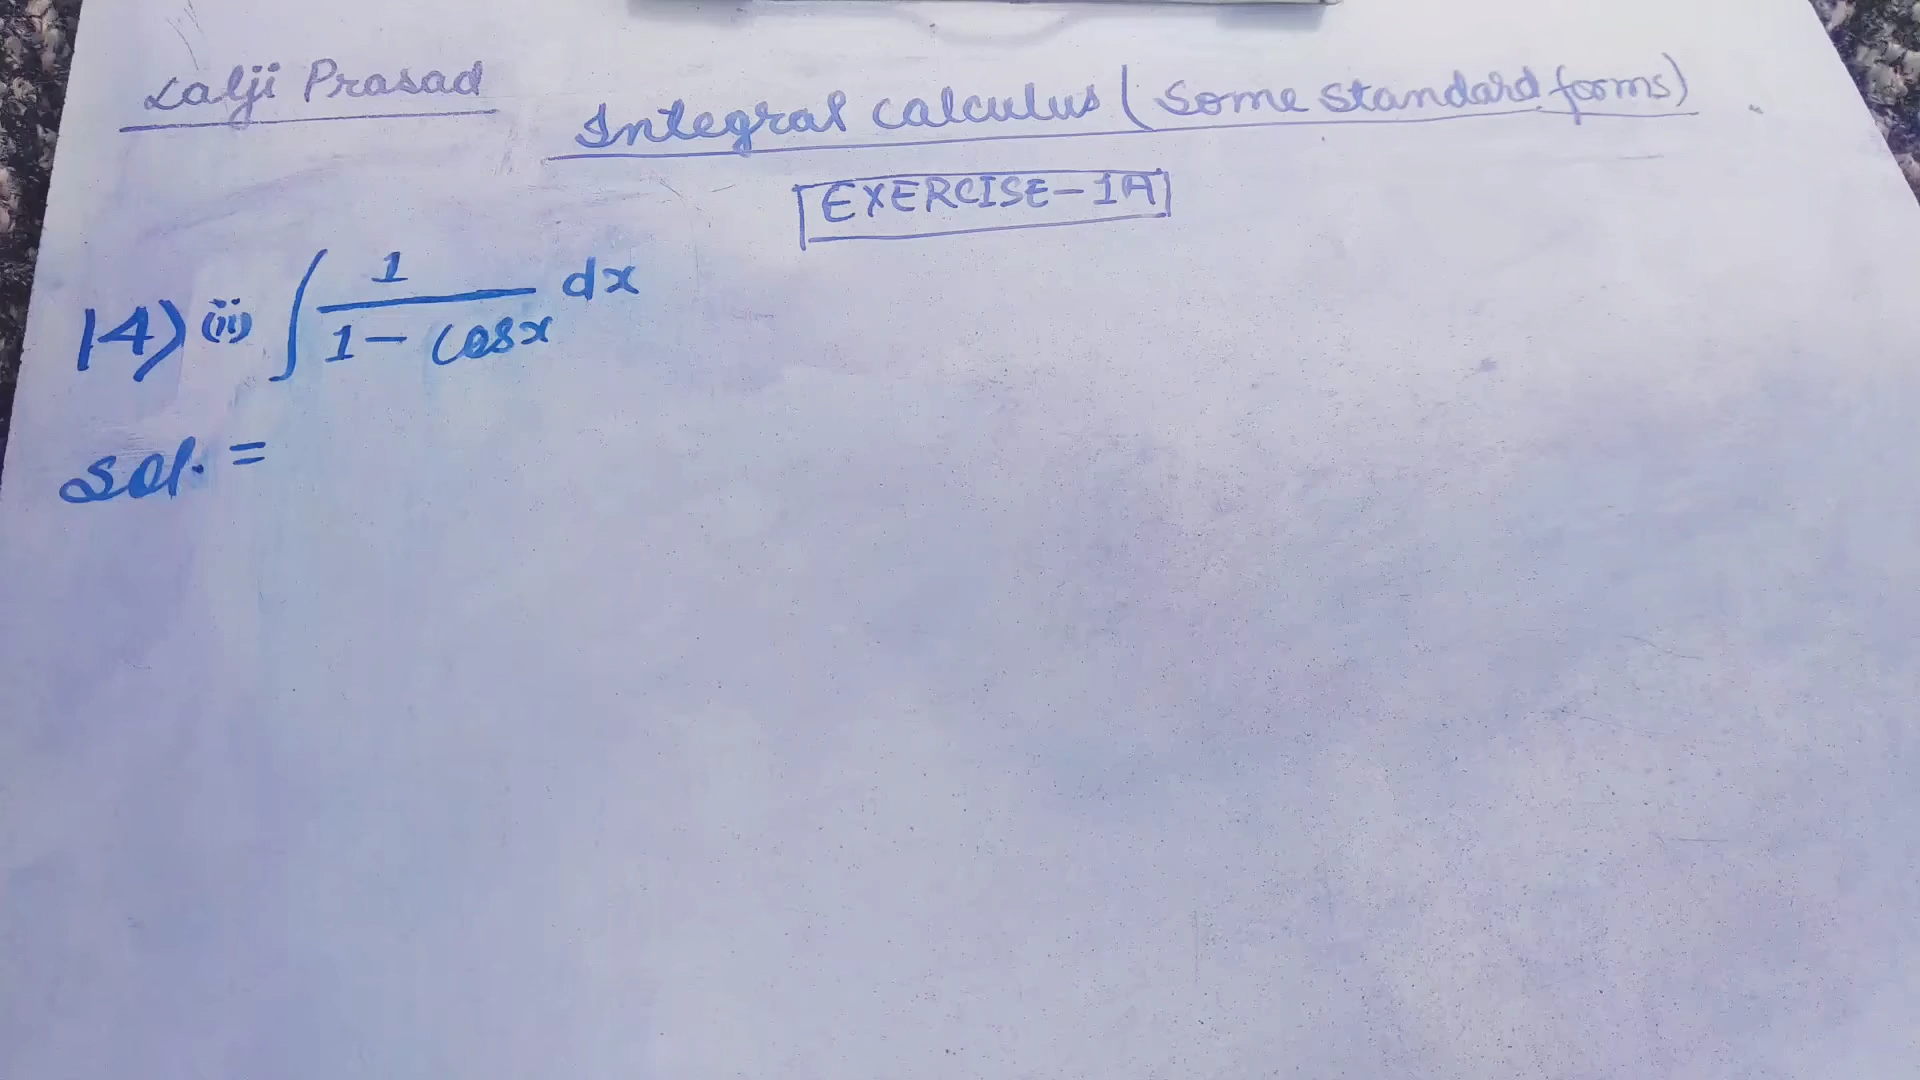 Lalji Prasad
Integral Calculus ( Some standard forms)
EXERCISE-1A
14) (ii) ∫ 1/(1 - cosx) dx
Sol. =